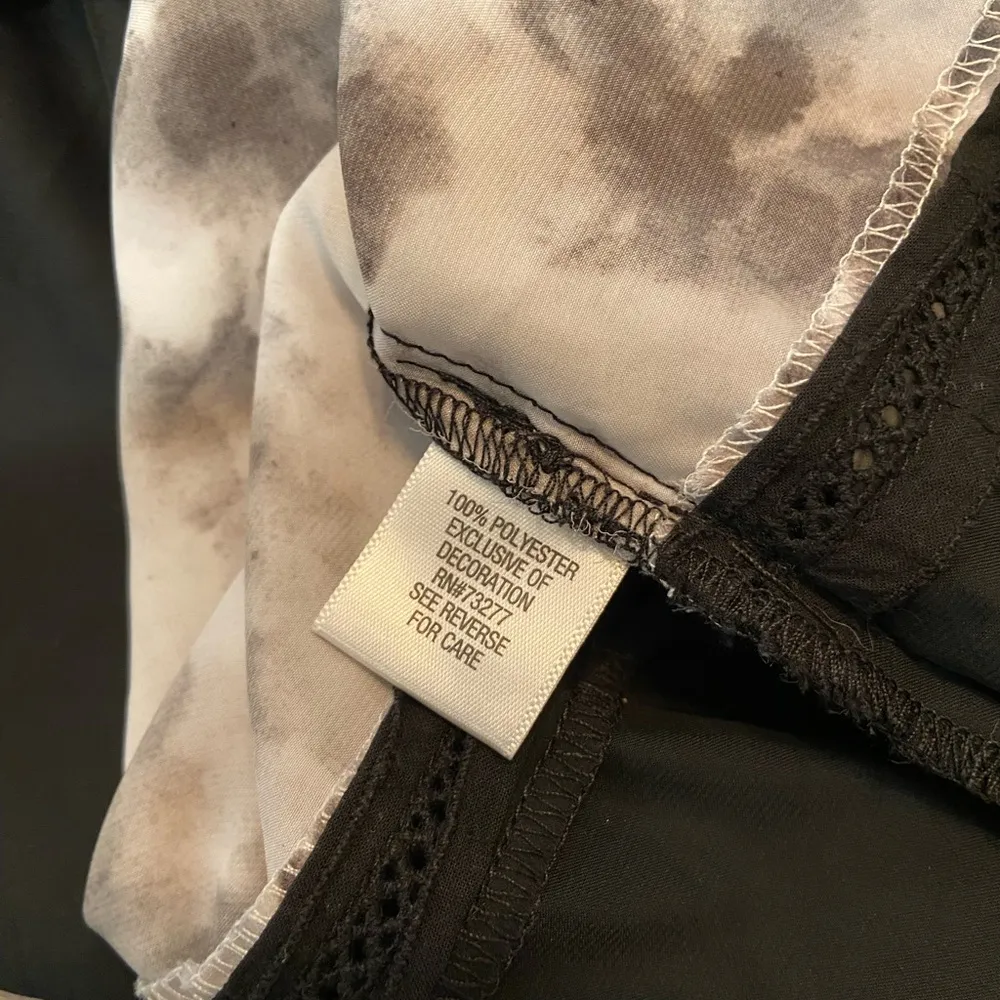 100% POLYESTER
EXCLUSIVE OF
DECORATION
RN#73277
SEE REVERSE
FOR CARE